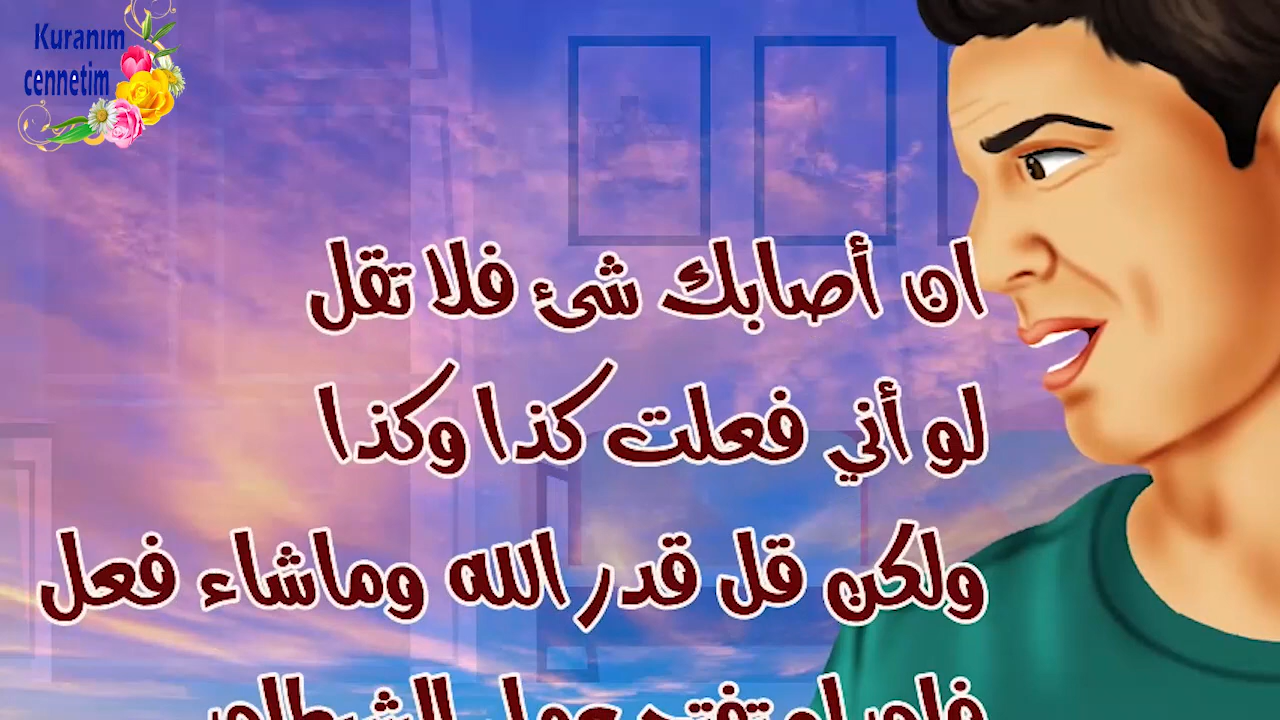 Kuranım
cennetim
ان أصابك شئ فلا تقل
لو أني فعلت كذا وكذا
ولكن قل قدر الله وماشاء فعل